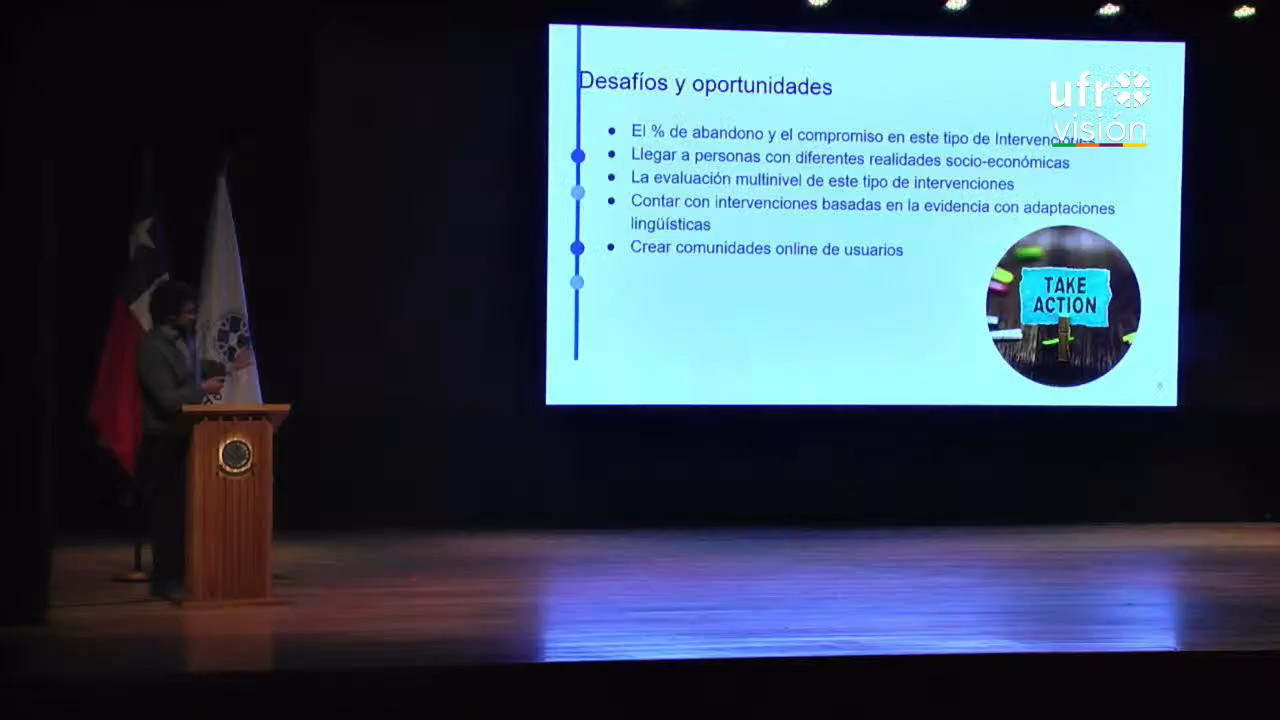 Desafíos y oportunidades
ufro
visión
El % de abandono y el compromiso en este tipo de Intervenciones
Llegar a personas con diferentes realidades socio-económicas
La evaluación multinivel de este tipo de intervenciones
Contar con intervenciones basadas en la evidencia con adaptaciones
lingüísticas
Crear comunidades online de usuarios
TAKE
ACTION